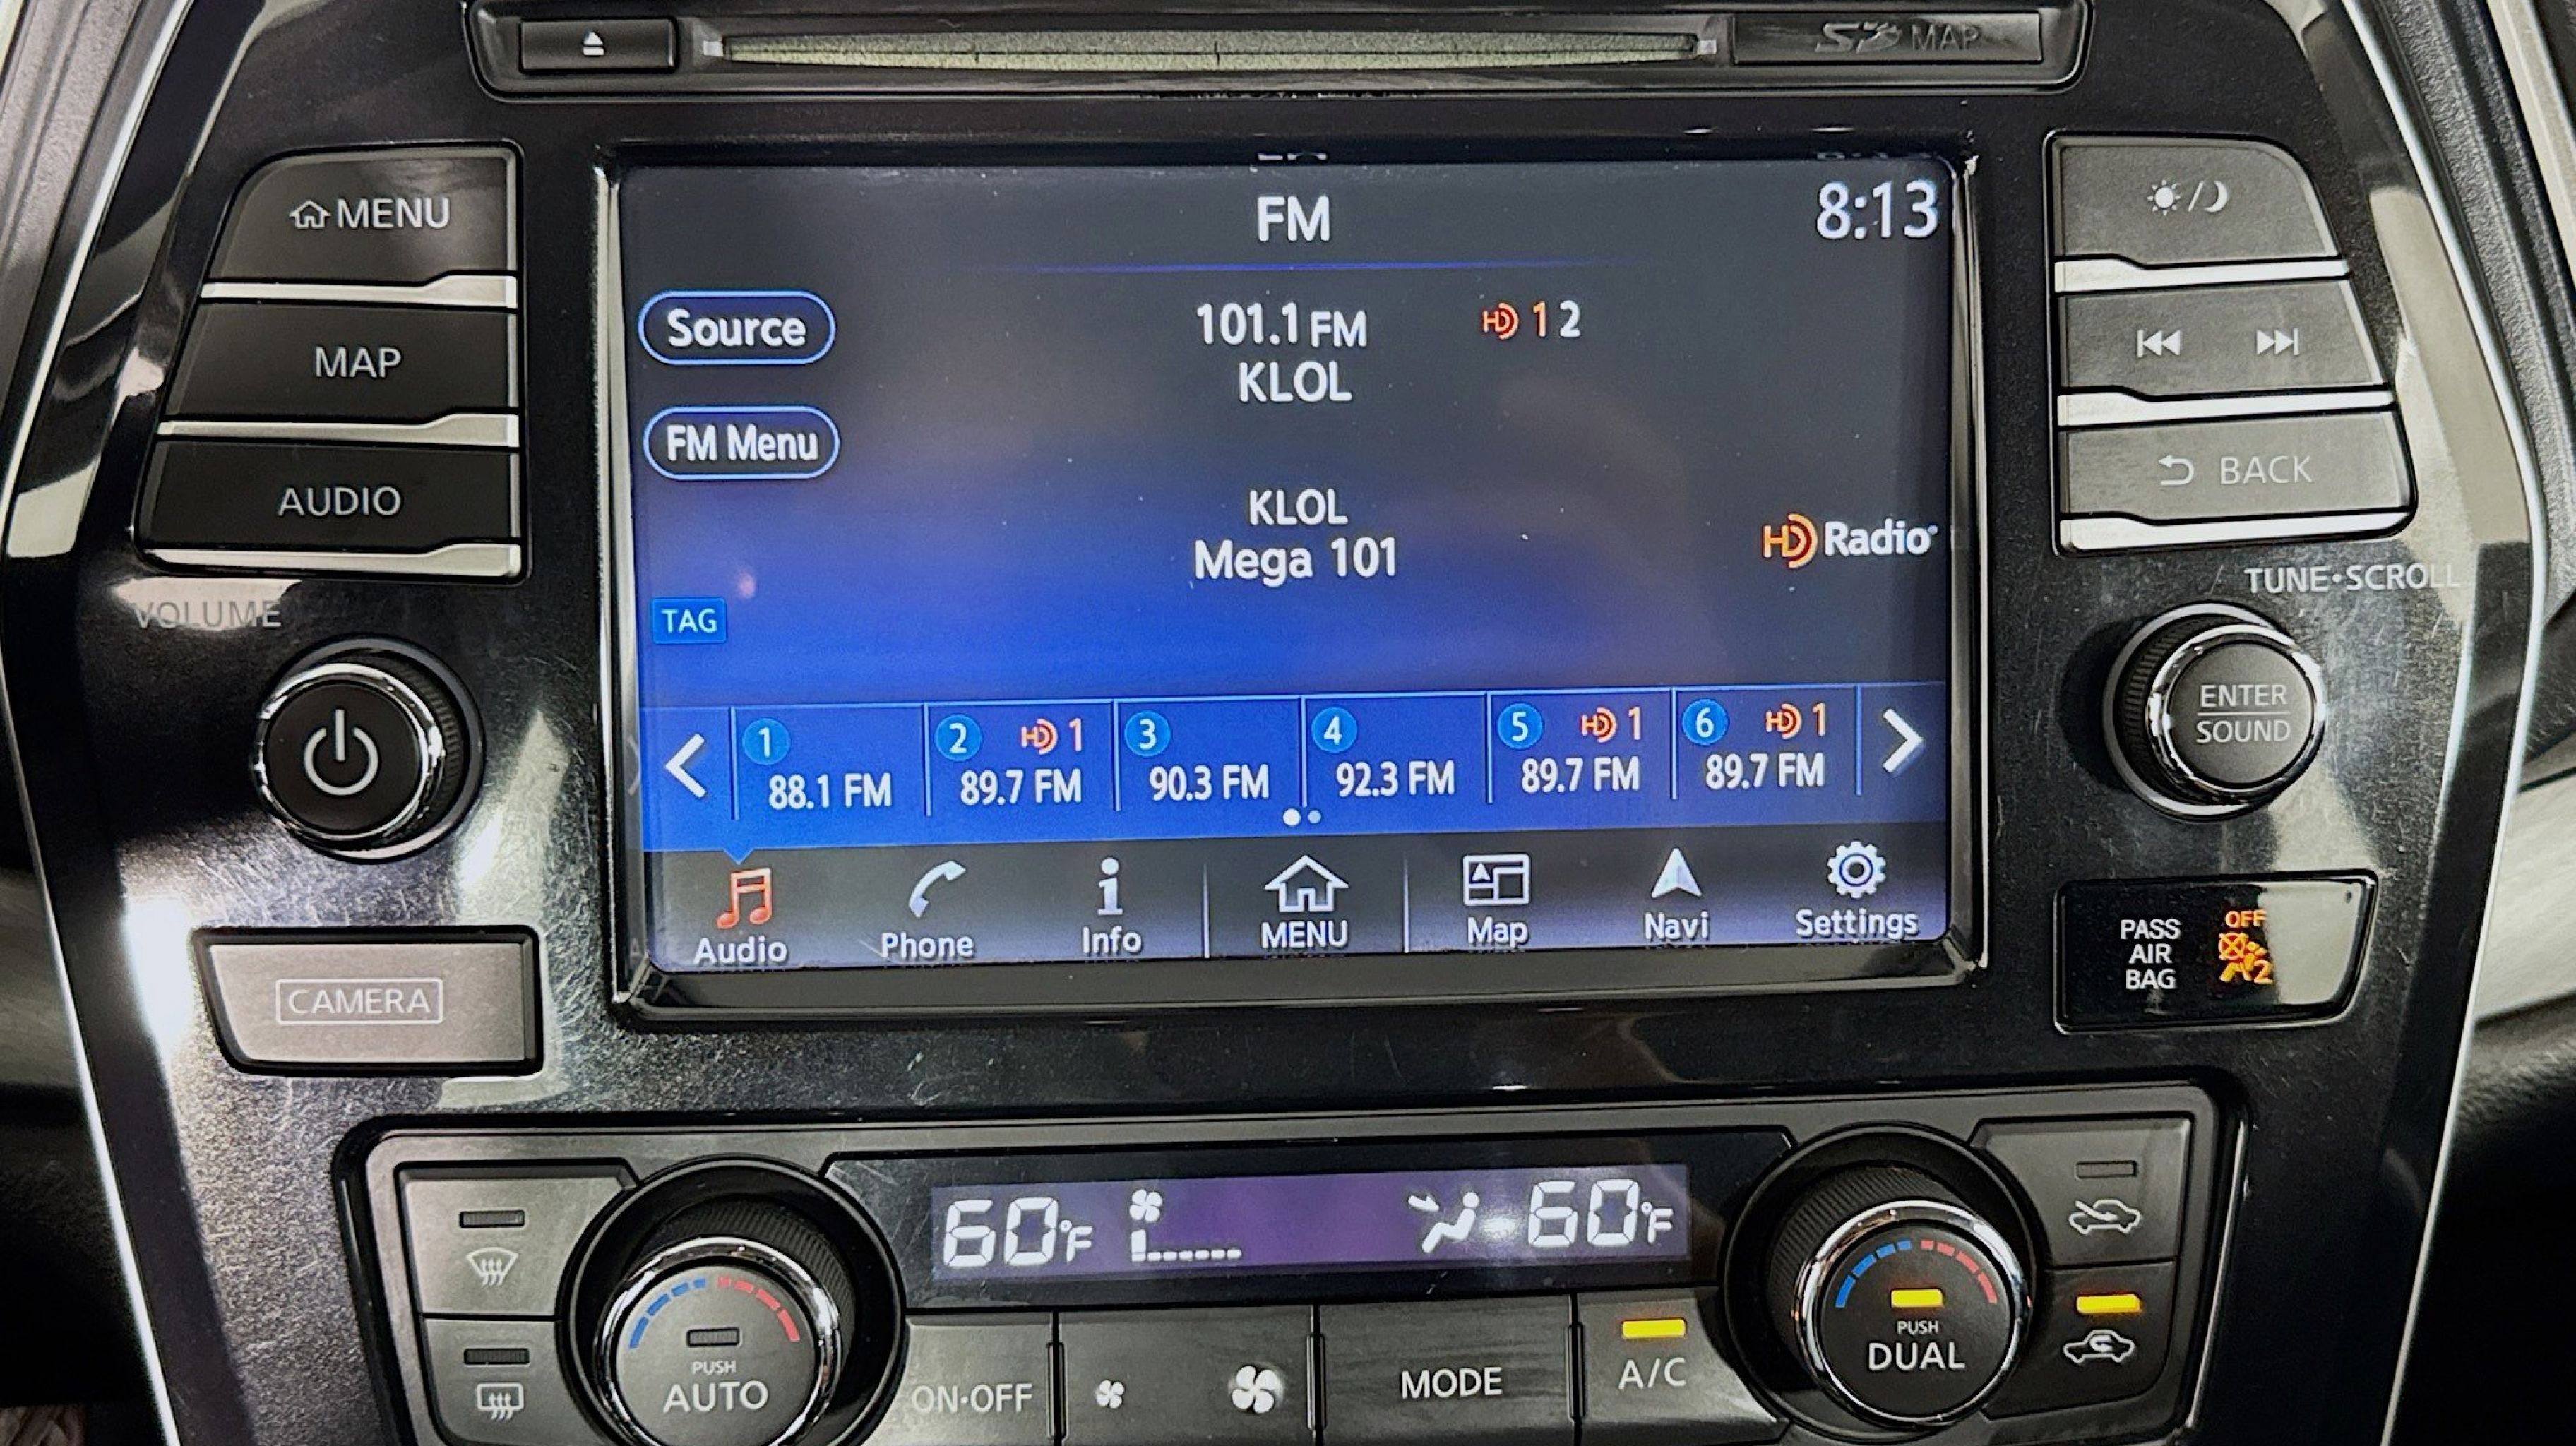 SD MAP
MENU
MAP
AUDIO
VOLUME
FM
8:13
Source
101.1 FM
HD 1 2
KLOL
FM Menu
KLOL
Mega 101
HD Radio
TAG
1
88.1 FM
2 HD 1
89.7 FM
3
90.3 FM
4
92.3 FM
5 HD 1
89.7 FM
6 HD 1
89.7 FM
Audio
Phone
Info
MENU
Map
Navi
Settings
BACK
TUNE•SCROLL
ENTER
SOUND
PASS
AIR
BAG
OFF
2
CAMERA
60°F
60°F
PUSH
AUTO
ON•OFF
MODE
A/C
PUSH
DUAL